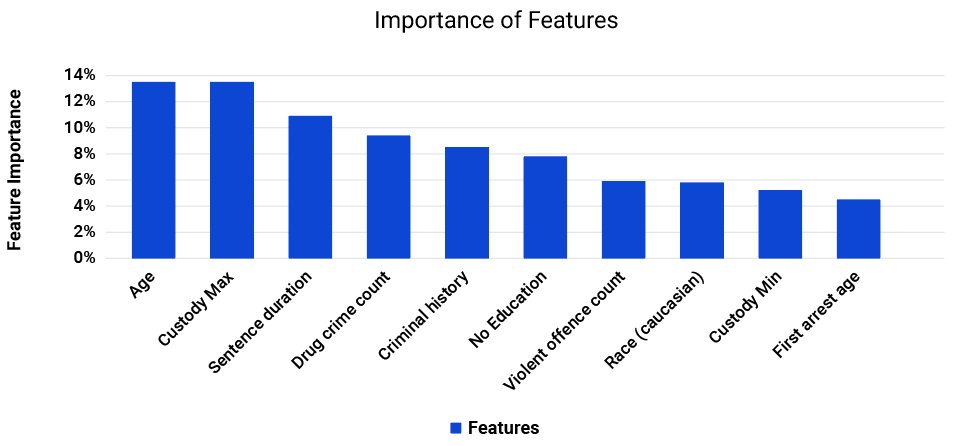 Importance of Features
Feature Importance
14%
12%
10%
8%
6%
4%
2%
0%
Age
Custody Max
Sentence duration
Drug crime count
Criminal history
No Education
Violent offence count
Race (caucasian)
Custody Min
First arrest age
Features